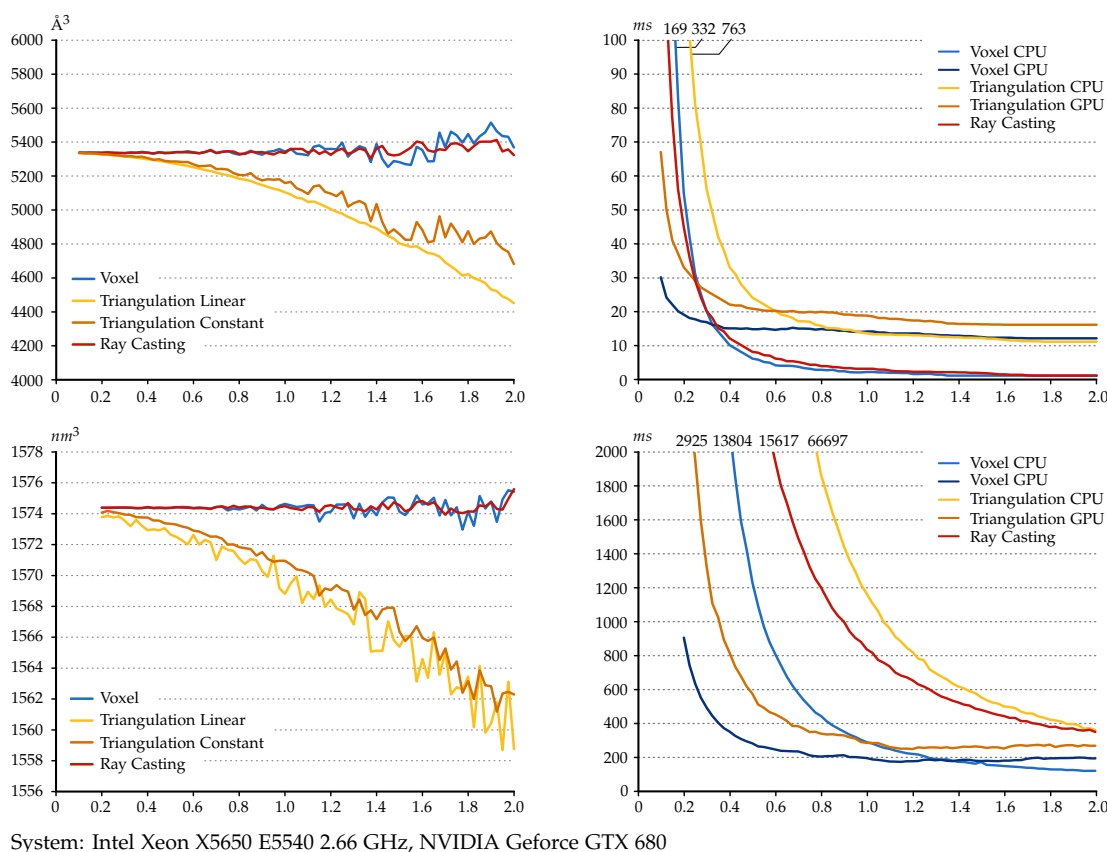 Å³
6000
5800
5600
5400
5200
5000
4800
4600
4400
4200
4000
0 0.2 0.4 0.6 0.8 1.0 1.2 1.4 1.6 1.8 2.0
Voxel
Triangulation Linear
Triangulation Constant
Ray Casting
ms 169 332 763
100
90
80
70
60
50
40
30
20
10
0
0 0.2 0.4 0.6 0.8 1.0 1.2 1.4 1.6 1.8 2.0
Voxel CPU
Voxel GPU
Triangulation CPU
Triangulation GPU
Ray Casting
nm³
1578
1576
1574
1572
1570
1568
1566
1564
1562
1560
1558
1556
0 0.2 0.4 0.6 0.8 1.0 1.2 1.4 1.6 1.8 2.0
Voxel
Triangulation Linear
Triangulation Constant
Ray Casting
ms 2925 13804 15617 66697
2000
1800
1600
1400
1200
1000
800
600
400
200
0
0 0.2 0.4 0.6 0.8 1.0 1.2 1.4 1.6 1.8 2.0
Voxel CPU
Voxel GPU
Triangulation CPU
Triangulation GPU
Ray Casting
System: Intel Xeon X5650 E5540 2.66 GHz, NVIDIA Geforce GTX 680